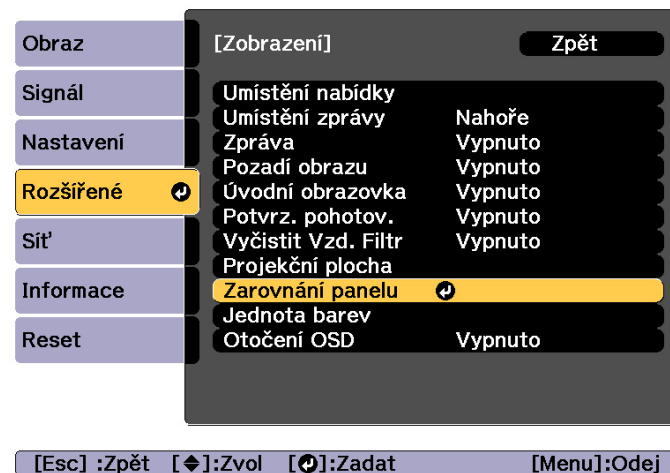 Obraz
Signál
Nastavení
Rozšířené
Síť
Informace
Reset
[Zobrazení] Zpět
Umístění nabídky
Umístění zprávy Nahoře
Zpráva Vypnuto
Pozadí obrazu Vypnuto
Úvodní obrazovka Vypnuto
Potvrz. pohotov. Vypnuto
Vyčistit Vzd. Filtr Vypnuto
Projekční plocha
Zarovnání panelu
Jednota barev
Otočení OSD Vypnuto
[Esc] :Zpět [◆]:Zvol [↵]:Zadat [Menu]:Odej